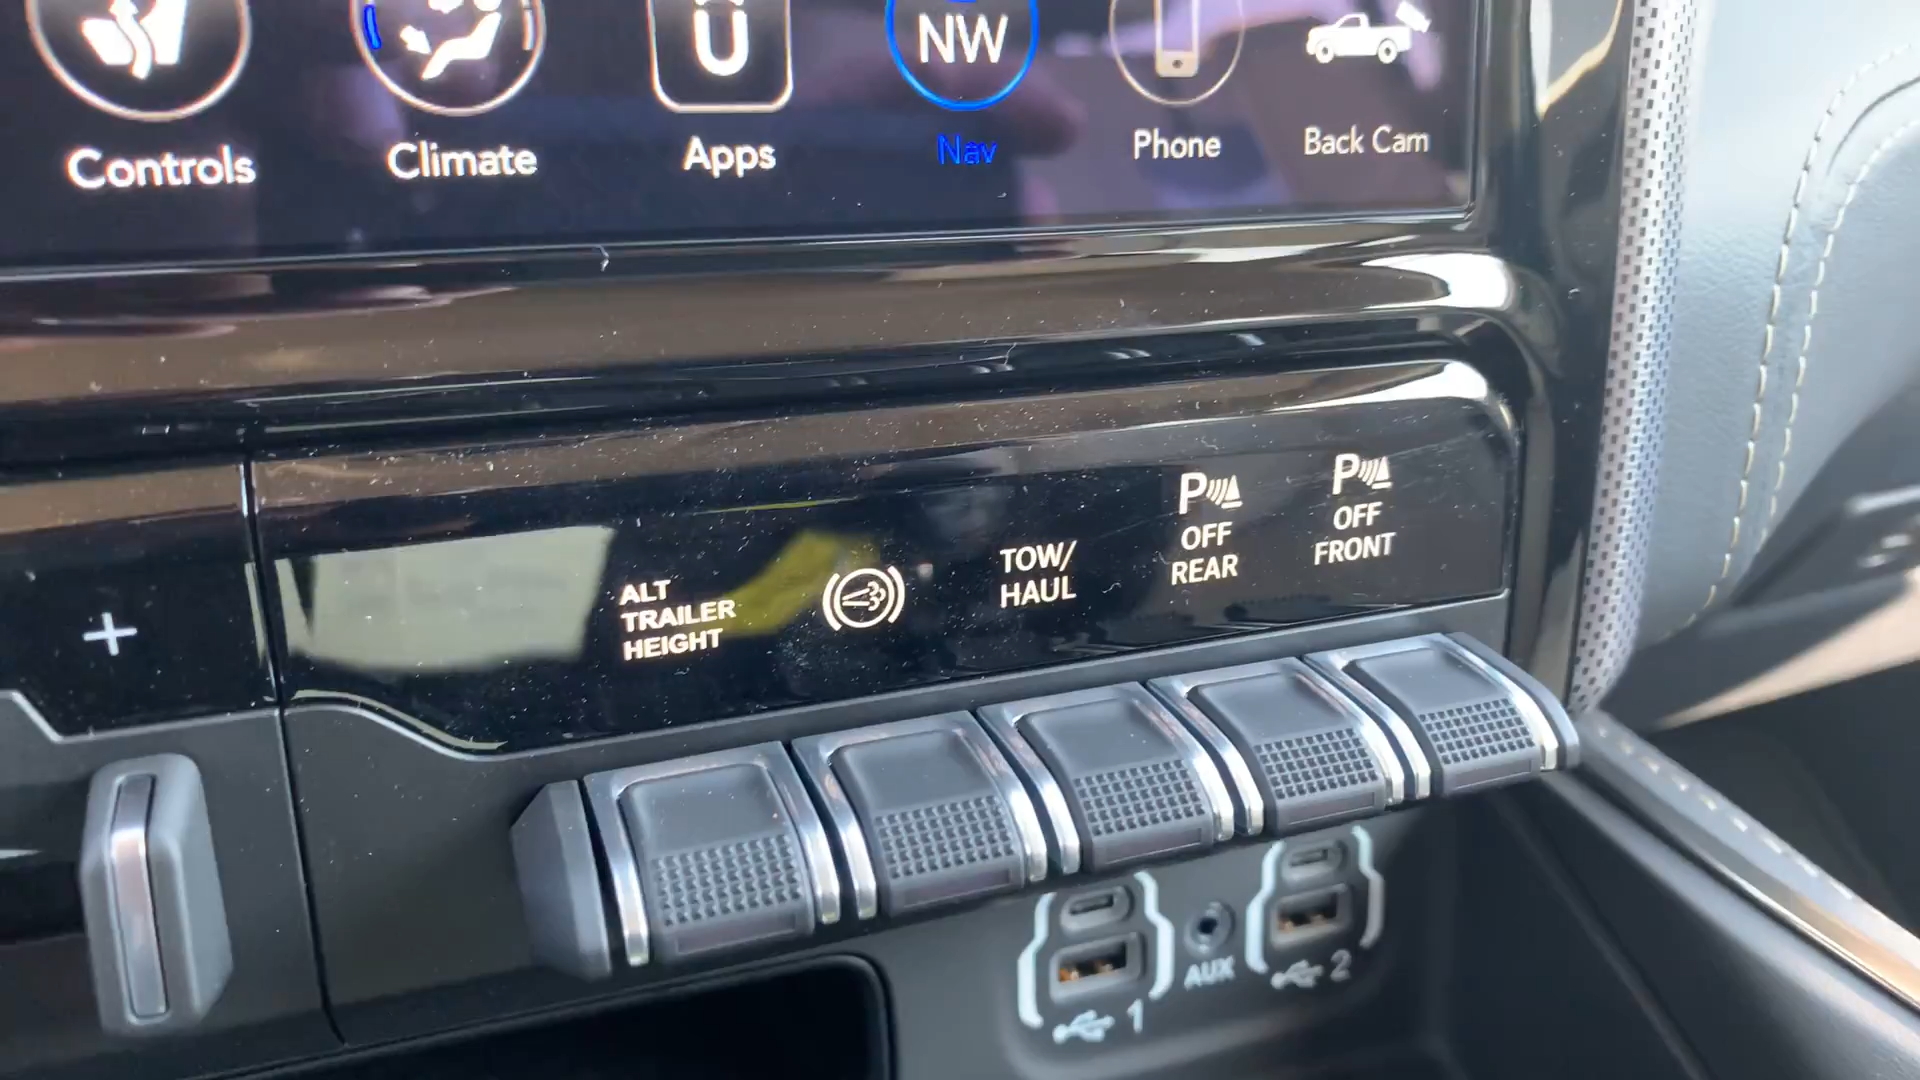 NW
Controls
Climate
Apps
Nav
Phone
Back Cam
+
ALT
TRAILER
HEIGHT
TOW/
HAUL
P
OFF
REAR
P
OFF
FRONT
1
AUX
2